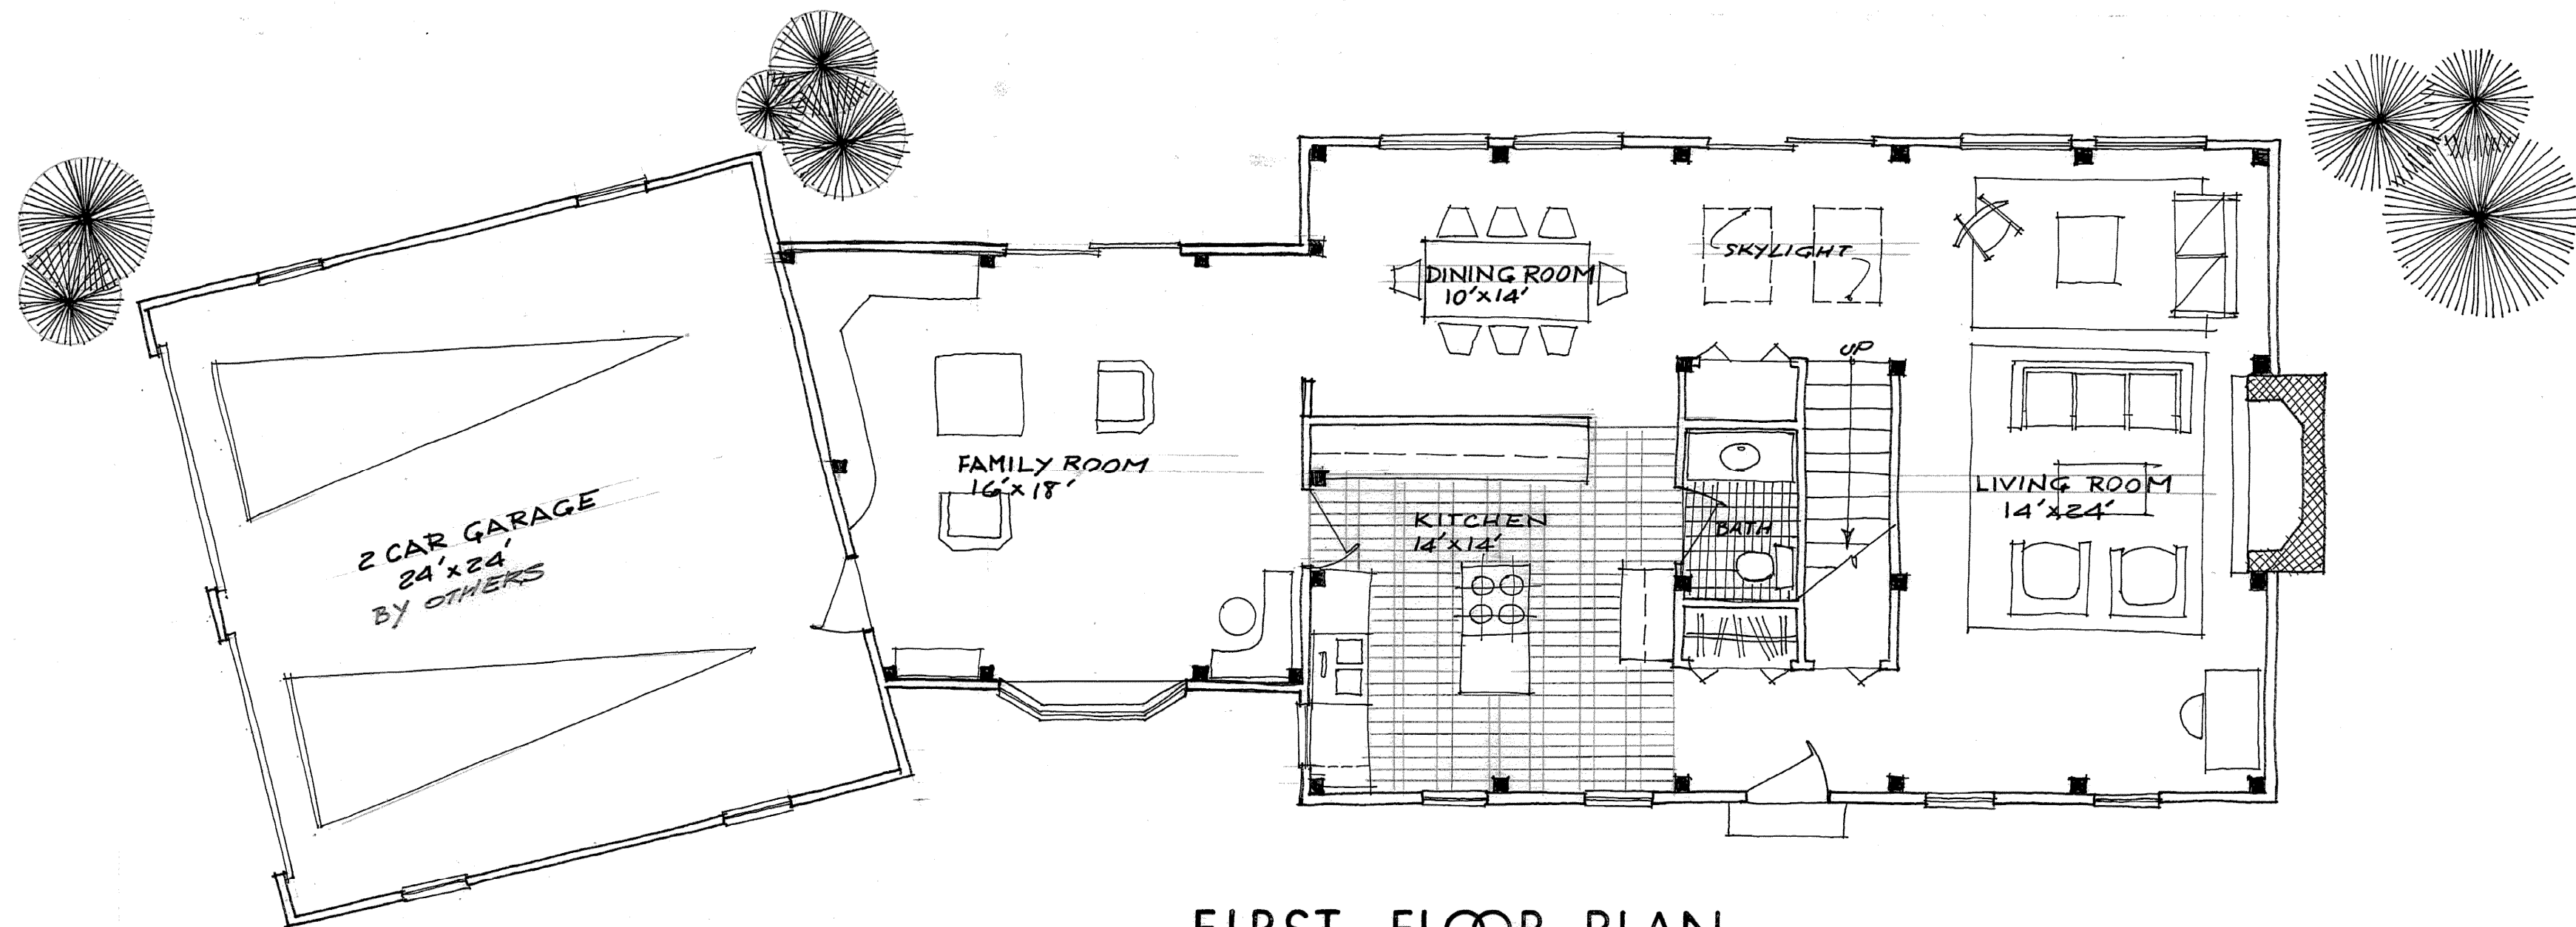 2 CAR GARAGE
24'x24'
BY OTHERS
FAMILY ROOM
16'x18'
DINING ROOM
10'x14'
SKYLIGHT
UP
KITCHEN
14'x14'
BATH
LIVING ROOM
14'x24'
FIRST FLOOR PLAN